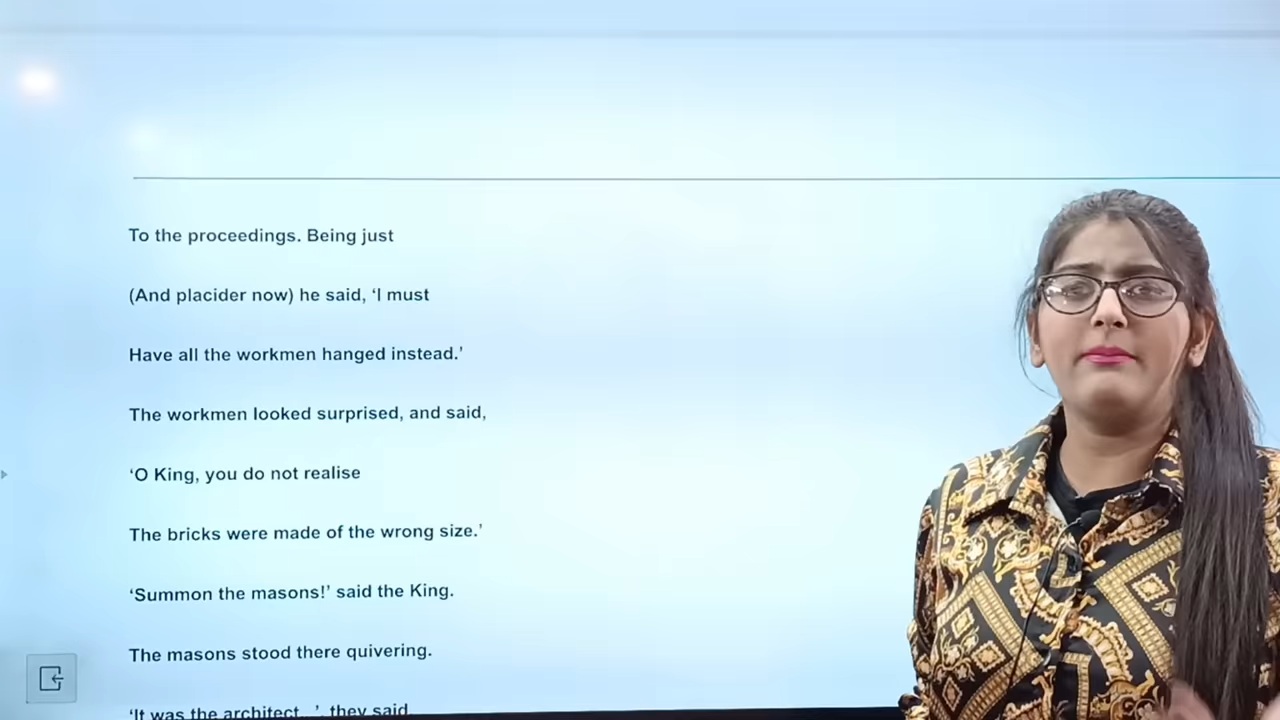 To the proceedings. Being just
(And placider now) he said, ‘I must
Have all the workmen hanged instead.’
The workmen looked surprised, and said,
‘O King, you do not realise
The bricks were made of the wrong size.’
‘Summon the masons!’ said the King.
The masons stood there quivering.
‘It was the architect...’, they said,